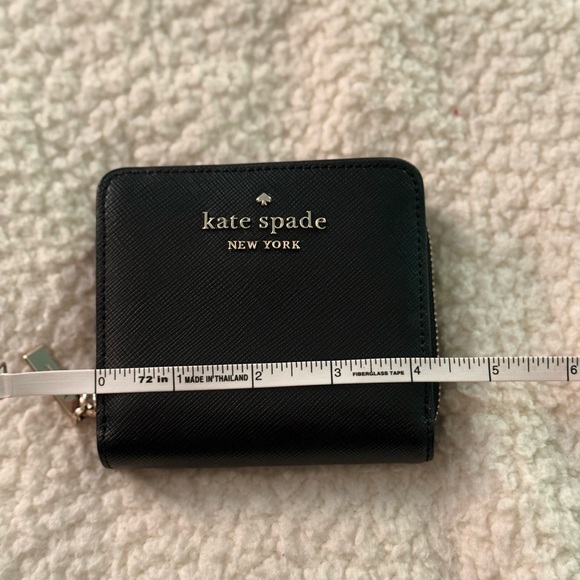 kate spade
NEW YORK
0 72 in 1 MADE IN THAILAND 2 3 FIBERGLASS TAPE 4 5 6